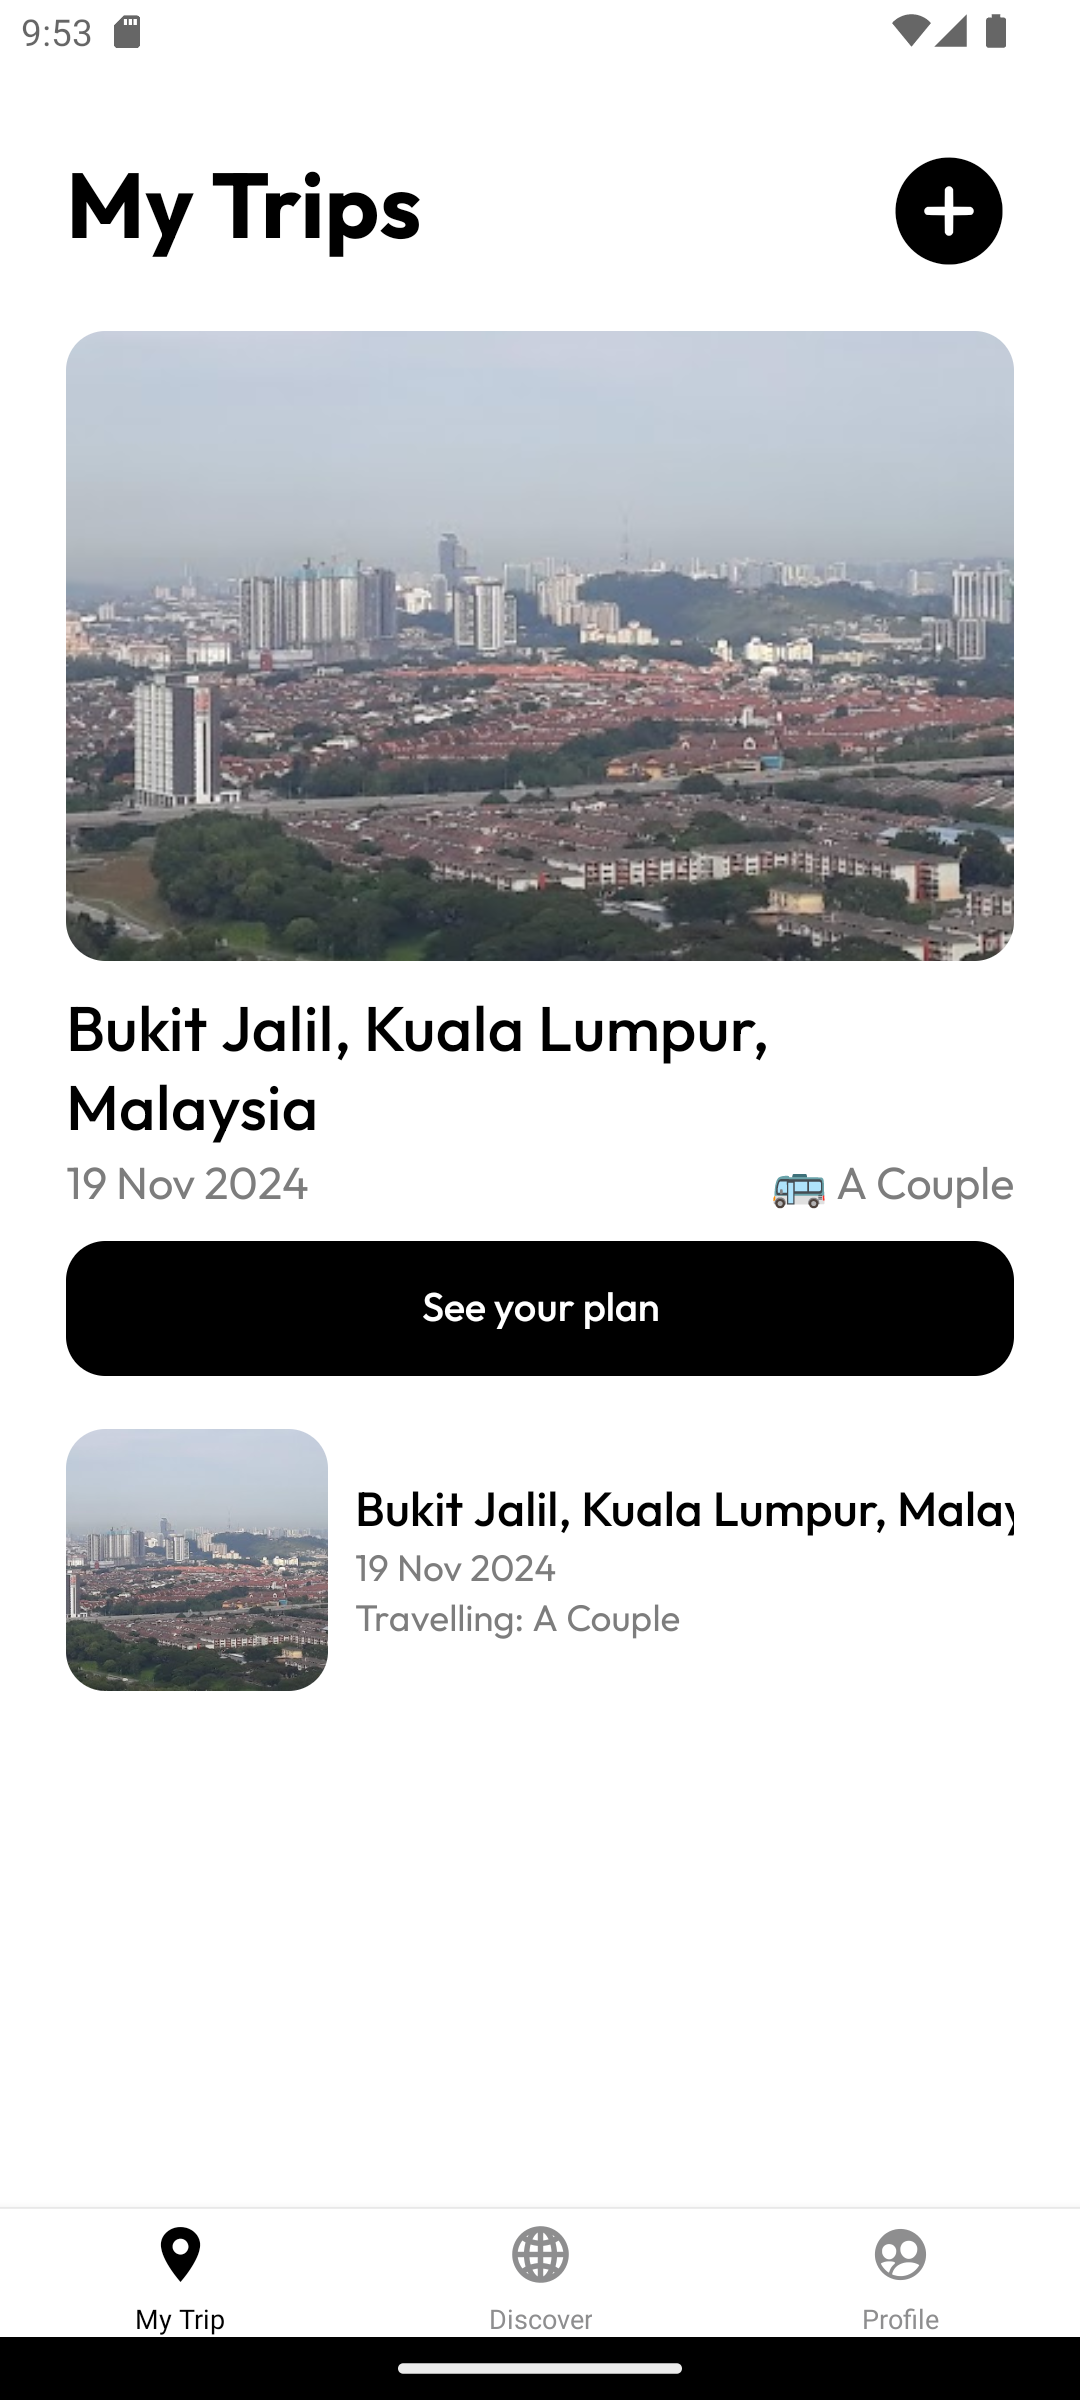 9:53
My Trips
Bukit Jalil, Kuala Lumpur,
Malaysia
19 Nov 2024
🚌 A Couple
See your plan
Bukit Jalil, Kuala Lumpur, Malay
19 Nov 2024
Travelling: A Couple
My Trip
Discover
Profile